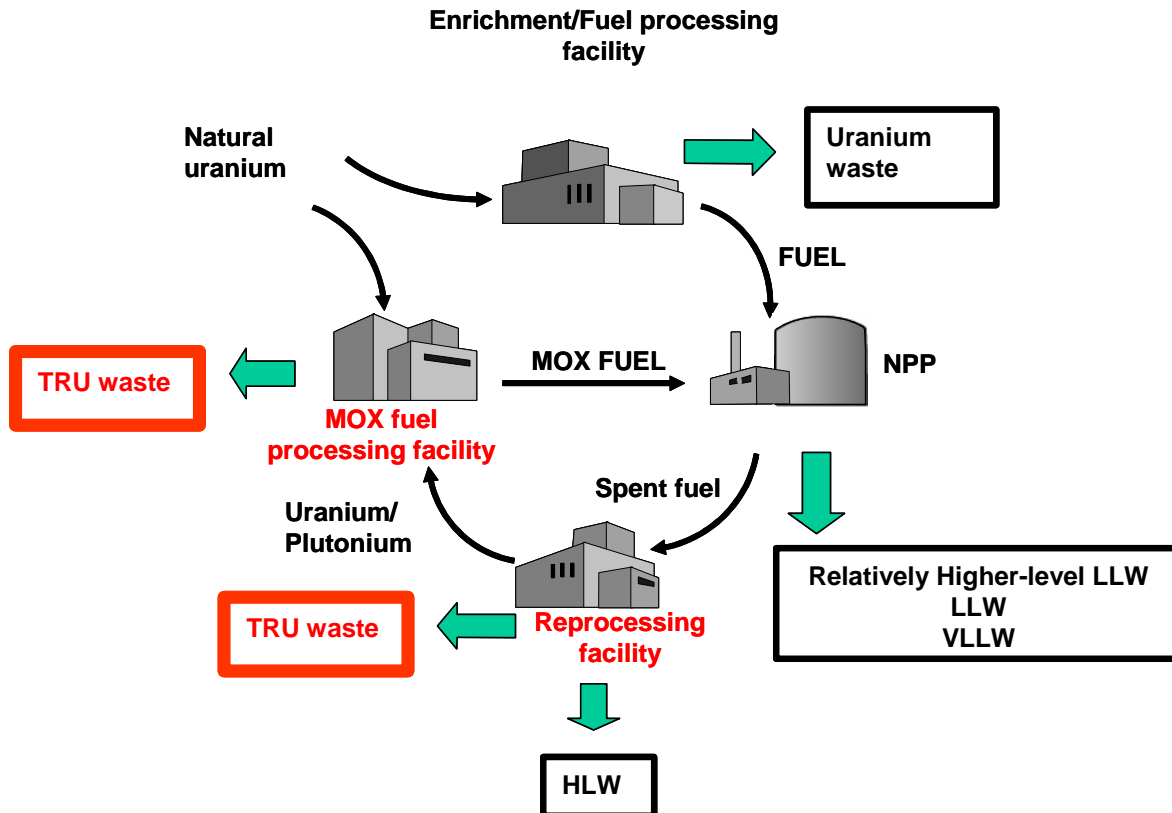 Enrichment/Fuel processing
facility
Natural
uranium
Uranium
waste
FUEL
TRU waste
MOX FUEL
NPP
MOX fuel
processing facility
Spent fuel
Uranium/
Plutonium
Relatively Higher-level LLW
LLW
VLLW
TRU waste
Reprocessing
facility
HLW